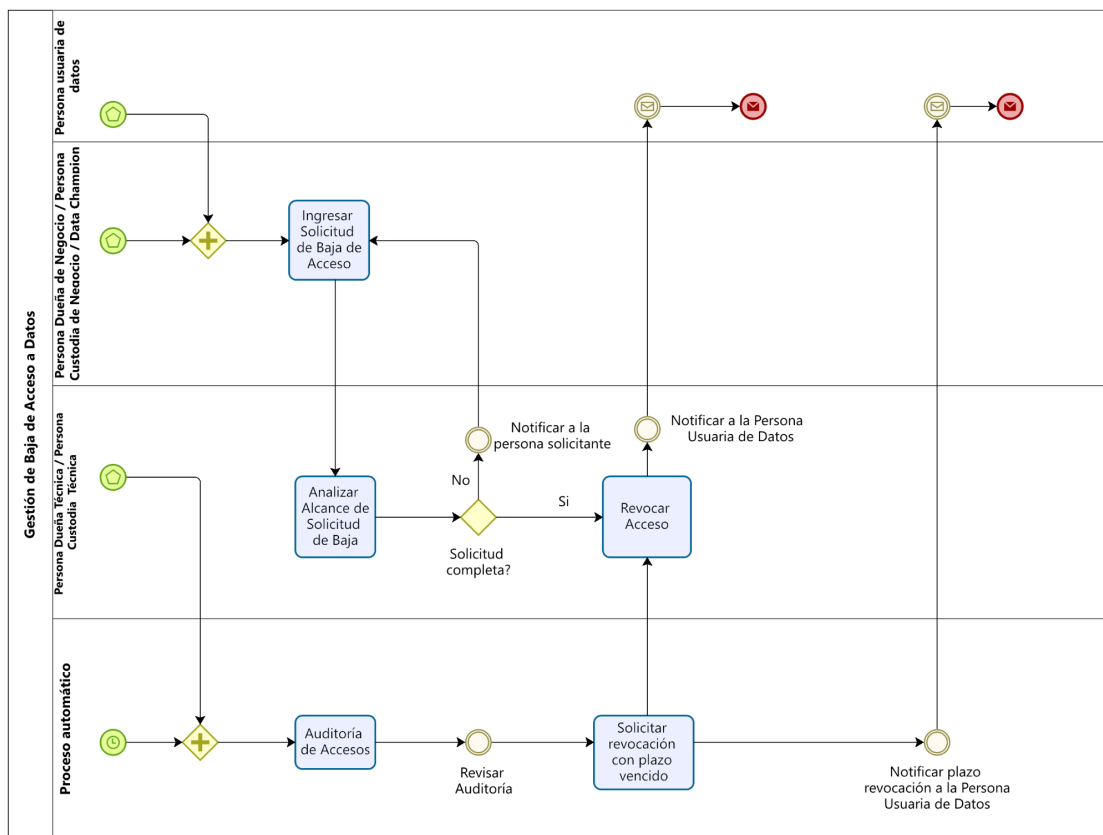 Gestión de Baja de Acceso a Datos
Persona usuaria de
datos
Persona Dueña de Negocio / Persona
Custodia de Negocio / Data Champion
Ingresar
Solicitud
de Baja de
Acceso
Persona Dueña Técnica / Persona
Custodia Técnica
Notificar a la
persona solicitante
Notificar a la Persona
Usuaria de Datos
No
Analizar
Alcance de
Solicitud
de Baja
Si
Revocar
Acceso
Solicitud
completa?
Proceso automático
Auditoría
de Accesos
Revisar
Auditoría
Solicitar
revocación
con plazo
vencido
Notificar plazo
revocación a la Persona
Usuaria de Datos